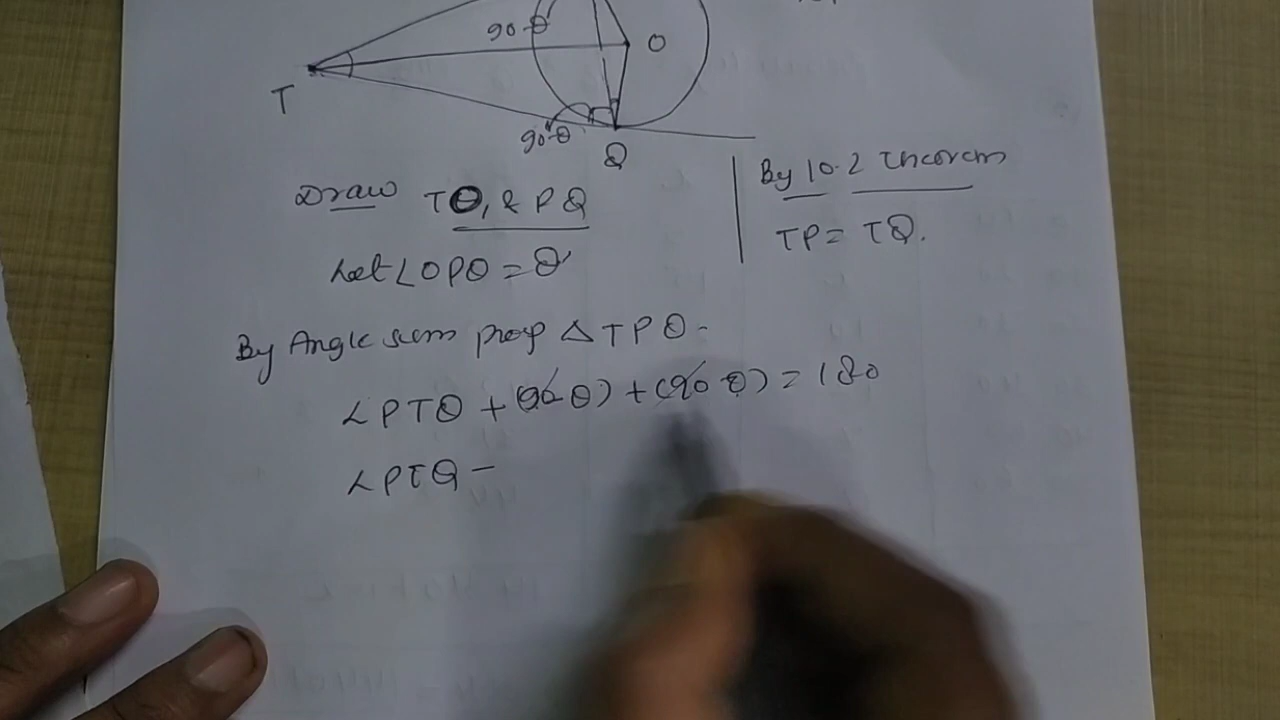 90-θ
O
T
90-θ
Q
Draw TO, & PQ
Let ∠OPQ = θ
By 10.2 Theorem
TP = TQ.
By Angle sum prop △TPQ-
∠PTQ + (90-θ) + (90-θ) = 180
∠PTQ -